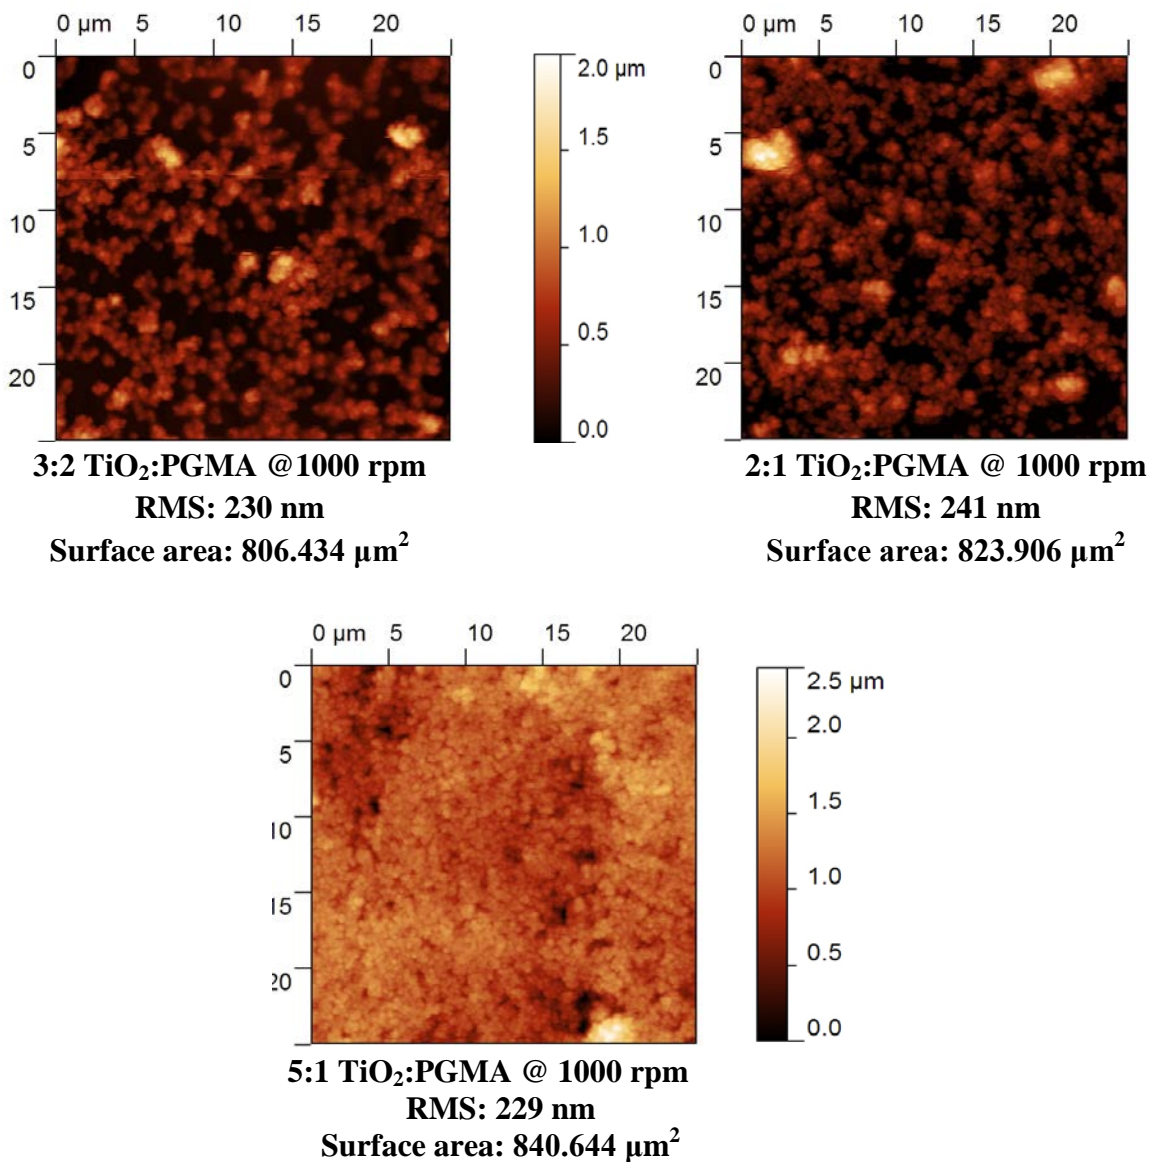 0 µm 5 10 15 20
0
5
10
15
20
2.0 µm
1.5
1.0
0.5
0.0
3:2 TiO₂:PGMA @1000 rpm
RMS: 230 nm
Surface area: 806.434 µm²
0 µm 5 10 15 20
0
5
10
15
20
2:1 TiO₂:PGMA @ 1000 rpm
RMS: 241 nm
Surface area: 823.906 µm²
0 µm 5 10 15 20
0
5
10
15
20
2.5 µm
2.0
1.5
1.0
0.5
0.0
5:1 TiO₂:PGMA @ 1000 rpm
RMS: 229 nm
Surface area: 840.644 µm²